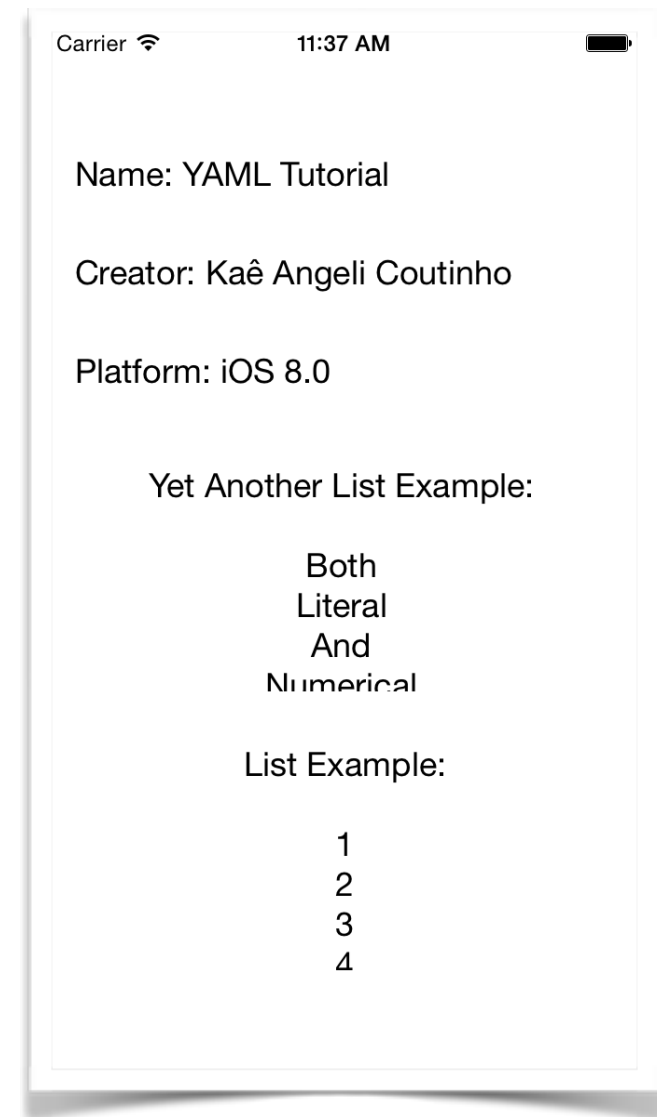 Carrier 11:37 AM
Name: YAML Tutorial
Creator: Kaê Angeli Coutinho
Platform: iOS 8.0
Yet Another List Example:
Both
Literal
And
Numerical
List Example:
1
2
3
4